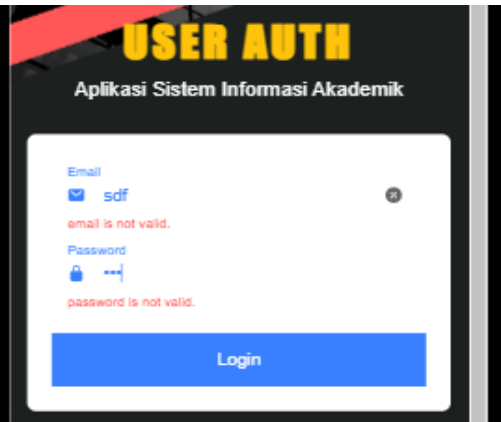 USER AUTH
Aplikasi Sistem Informasi Akademik
Email
sdf
email is not valid.
Password
•••
password is not valid.
Login